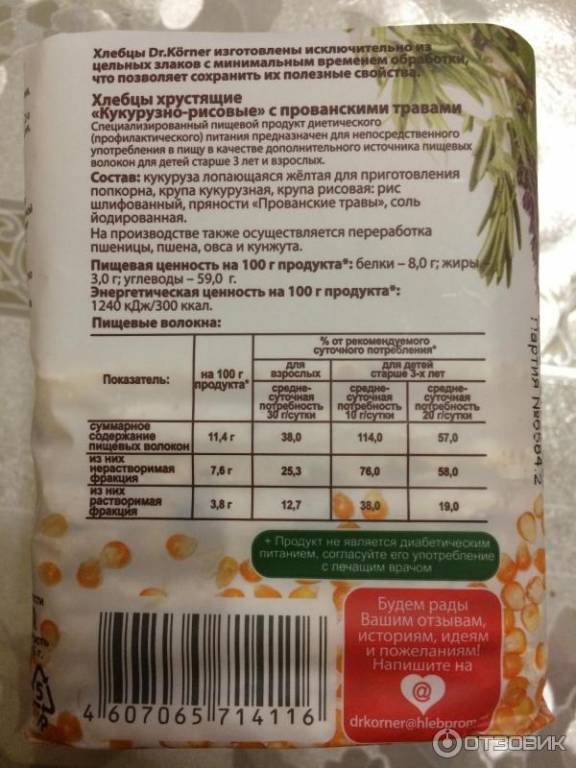 Хлебцы Dr.Körner изготовлены исключительно из
цельных злаков с минимальным временем обработки,
что позволяет сохранить их полезные свойства.
Хлебцы хрустящие
«Кукурузно-рисовые» с прованскими травами
Специализированный пищевой продукт диетического
(профилактического) питания предназначен для непосредственного
употребления в пищу в качестве дополнительного источника пищевых
волокон для детей старше 3 лет и взрослых.
Состав: кукуруза лопающаяся жёлтая для приготовления
попкорна, крупа кукурузная, крупа рисовая: рис
шлифованный, пряности «Прованские травы», соль
йодированная.
На производстве также осуществляется переработка
пшеницы, пшена, овса и кунжута.
Пищевая ценность на 100 г продукта*: белки – 8,0 г; жиры –
3,0 г; углеводы – 59,0 г.
Энергетическая ценность на 100 г продукта*:
1240 кДж/300 ккал.
Пищевые волокна:
Показатель:
на 100 г
продукта*
% от рекомендуемого
суточного потребления*
для
взрослых
для детей
старше 3-х лет
средне-
суточная
потребность
30 г/сутки
средне-
суточная
потребность
10 г/сутки
средне-
суточная
потребность
20 г/сутки
суммарное
содержание
пищевых волокон
11,4 г 38,0 114,0 57,0
из них
нерастворимая
фракция
7,6 г 25,3 76,0 58,0
из них
растворимая
фракция
3,8 г 12,7 38,0 19,0
+ Продукт не является диабетическим
питанием, согласуйте его употребление
с лечащим врачом
Будем рады
Вашим отзывам,
историям, идеям
и пожеланиям!
Напишите на
@
drkorner@hlebprom
4 607065 714116
Партия №
5
ОТЗОВИК